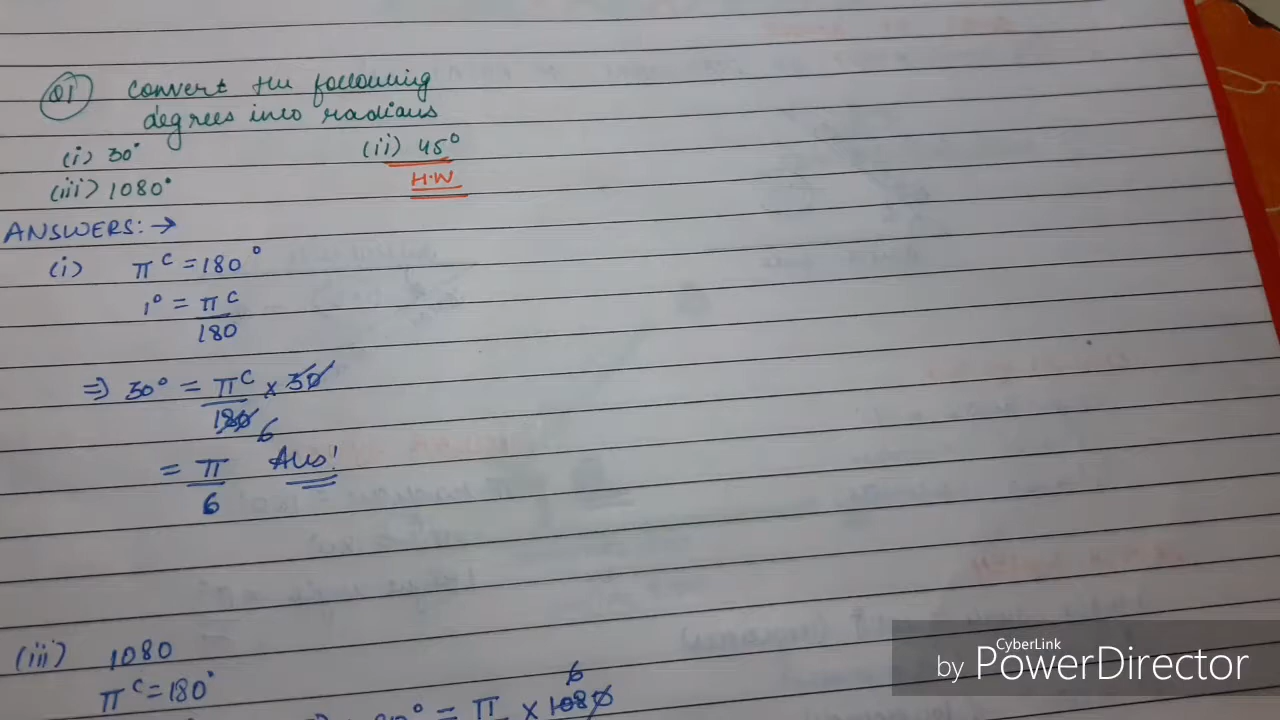 Q1 Convert the following
degrees into radians
(i) 30° (ii) 45°
(iii) 1080° H.W
ANSWERS:→
(i) π^c = 180°
1° = π^c
180
⇒ 30° = π^c × 30
180 6
= π Ans!
6
(iii) 1080
π^c = 180°
6
= π × 1080
CyberLink
by PowerDirector